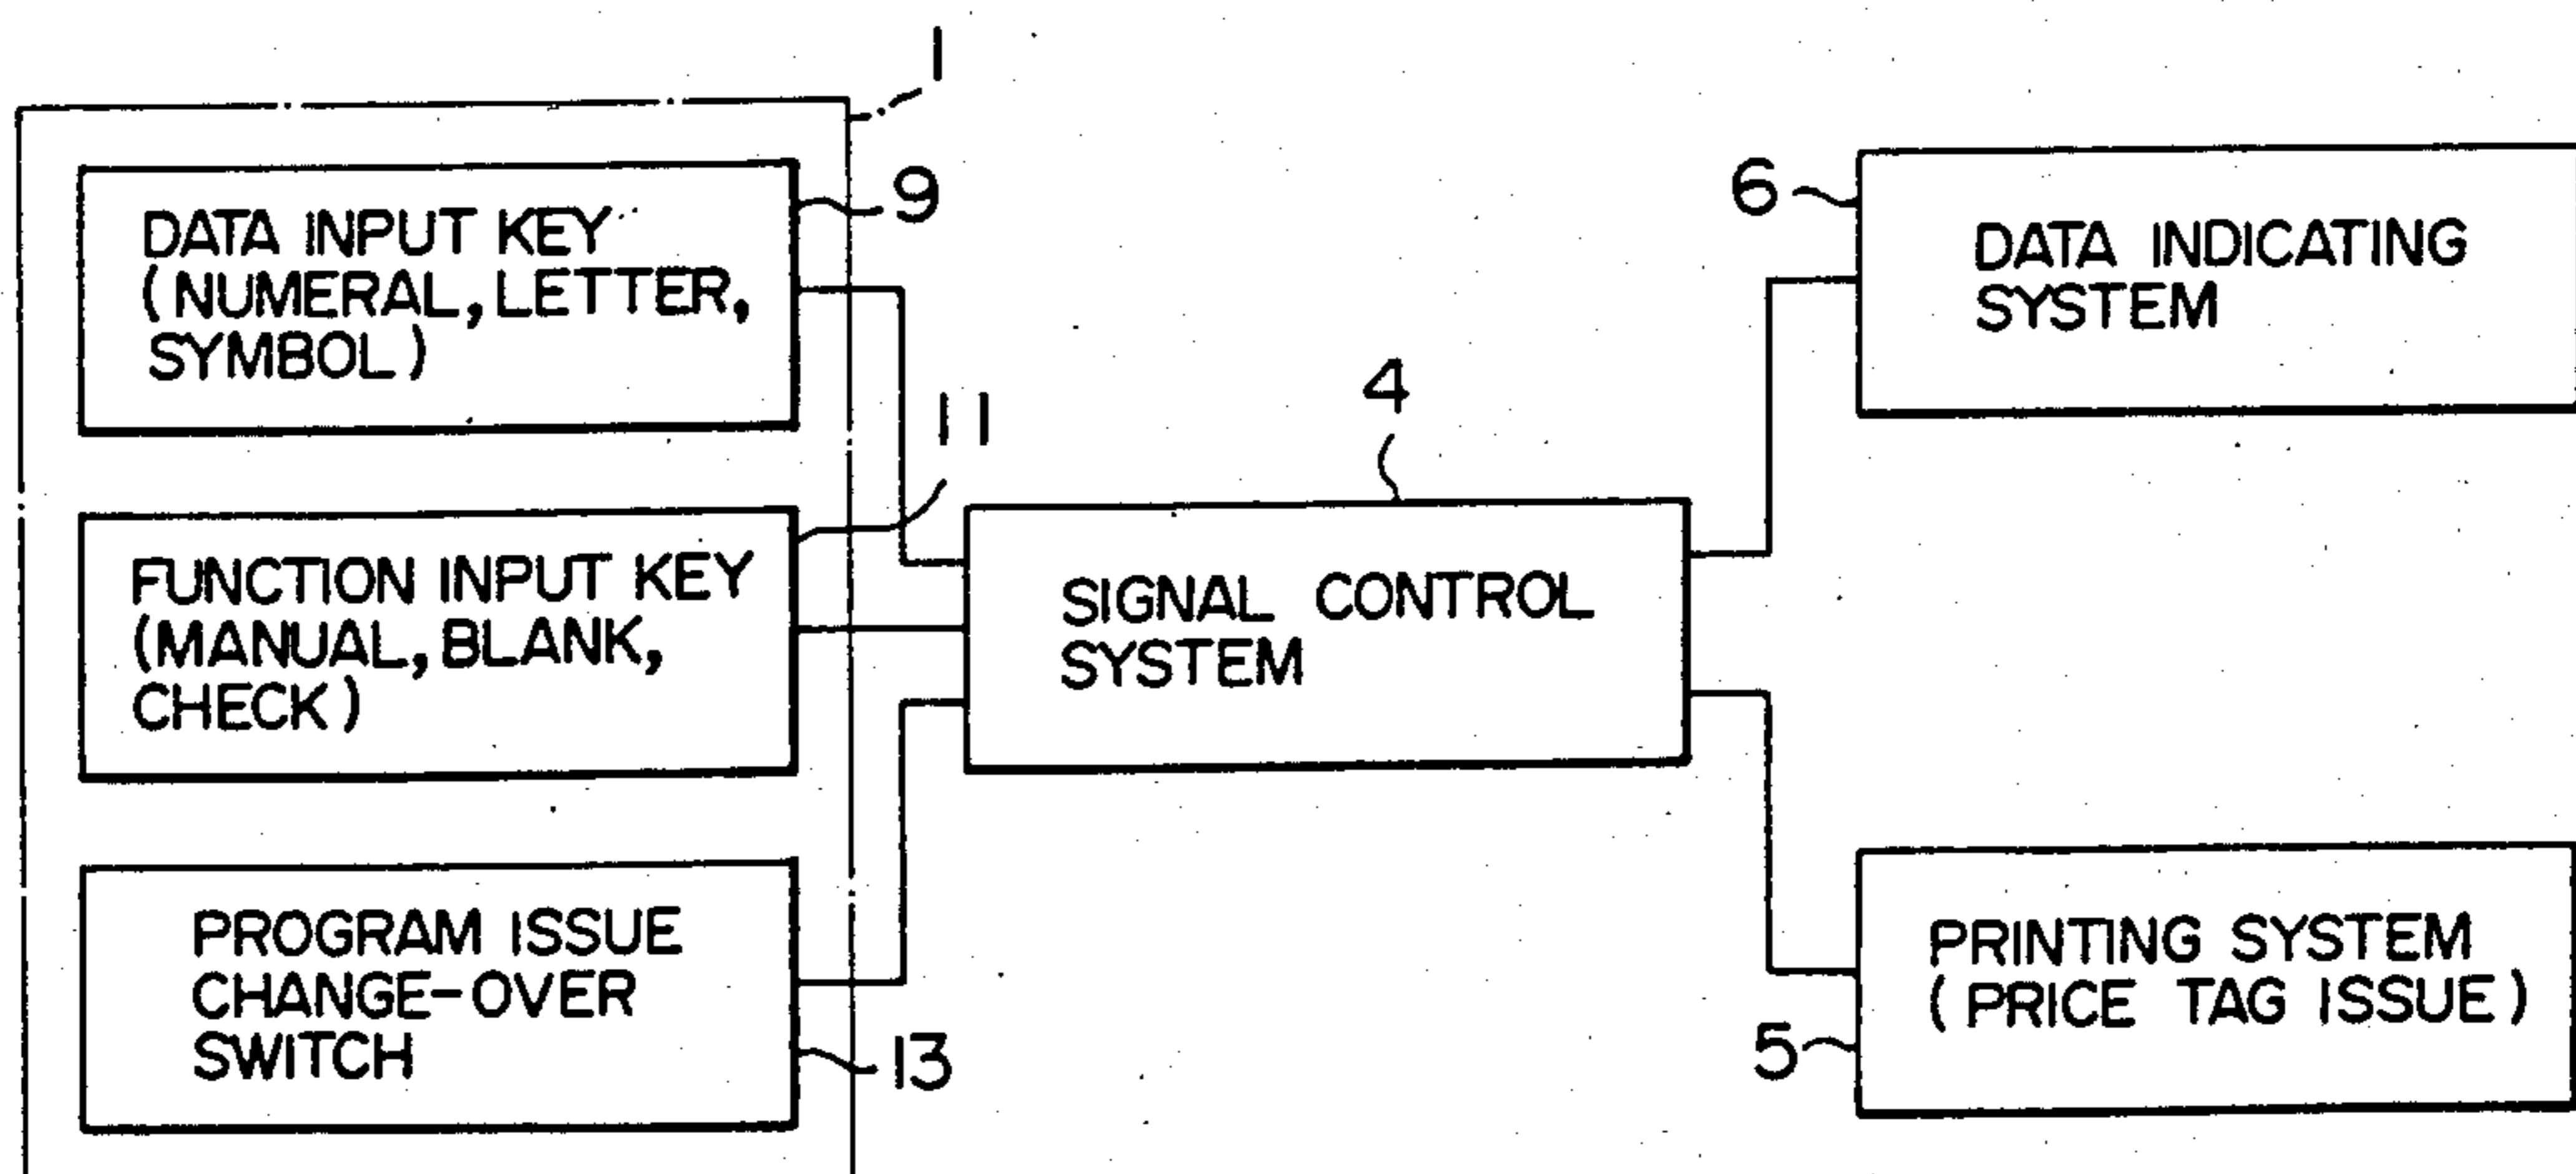 1
DATA INPUT KEY
(NUMERAL, LETTER,
SYMBOL)
9
FUNCTION INPUT KEY
(MANUAL, BLANK,
CHECK)
11
PROGRAM ISSUE
CHANGE-OVER
SWITCH
13
4
SIGNAL CONTROL
SYSTEM
6
DATA INDICATING
SYSTEM
PRINTING SYSTEM
(PRICE TAG ISSUE)
5